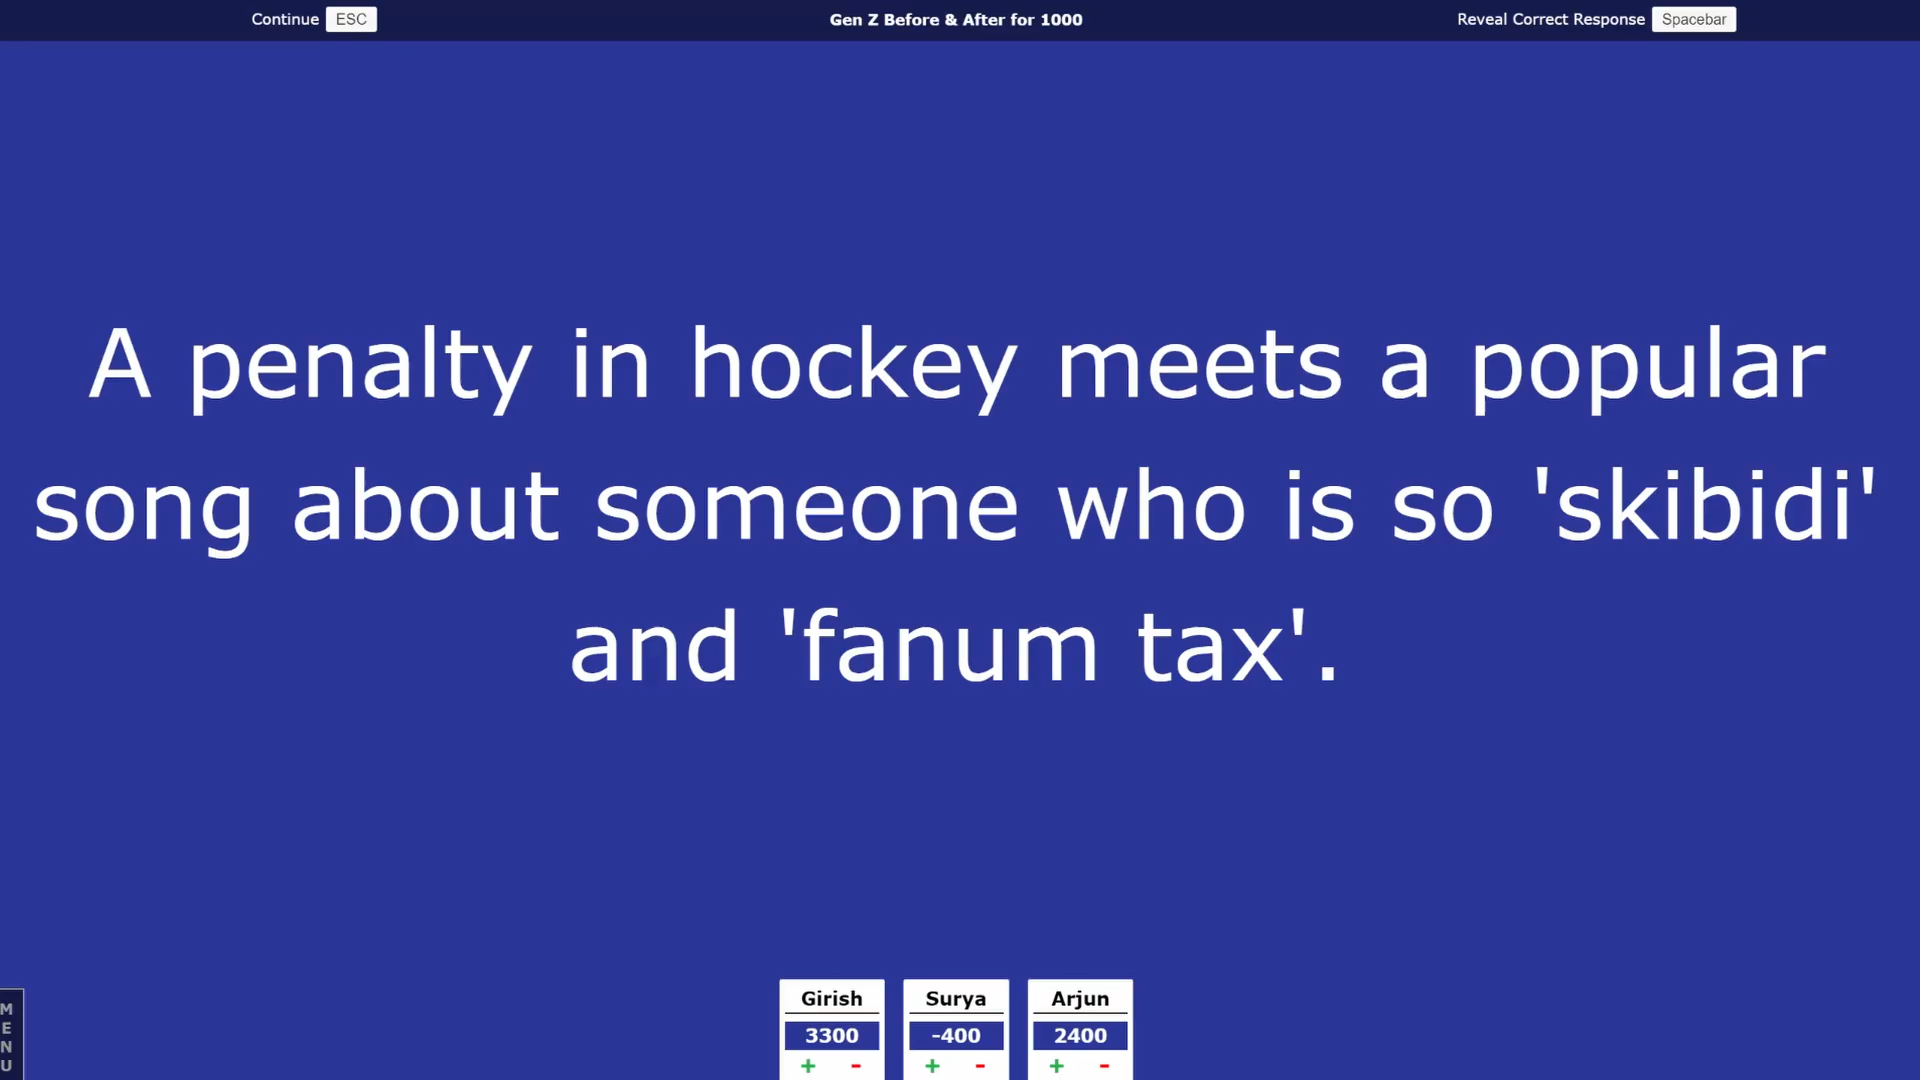 Continue ESC
Gen Z Before & After for 1000
Reveal Correct Response Spacebar
A penalty in hockey meets a popular
song about someone who is so 'skibidi'
and 'fanum tax'.
MENU
Girish Surya Arjun
3300 -400 2400
+ - + - + -